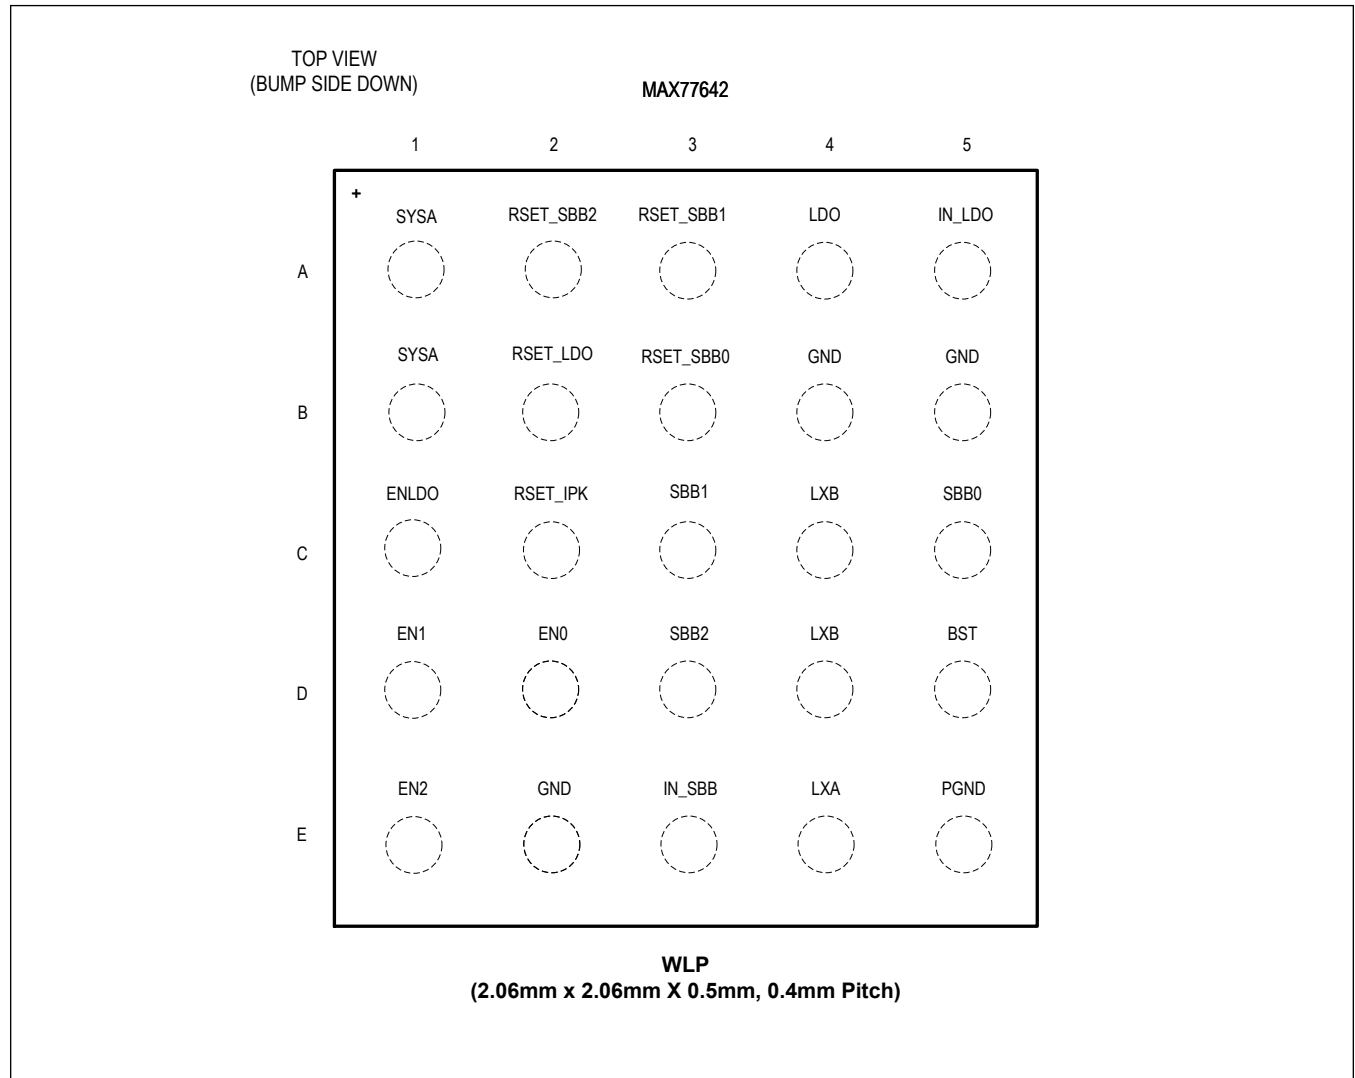 TOP VIEW
(BUMP SIDE DOWN)
MAX77642
1 2 3 4 5
+
SYSA RSET_SBB2 RSET_SBB1 LDO IN_LDO
A
SYSA RSET_LDO RSET_SBB0 GND GND
B
ENLDO RSET_IPK SBB1 LXB SBB0
C
EN1 EN0 SBB2 LXB BST
D
EN2 GND IN_SBB LXA PGND
E
WLP
(2.06mm x 2.06mm X 0.5mm, 0.4mm Pitch)